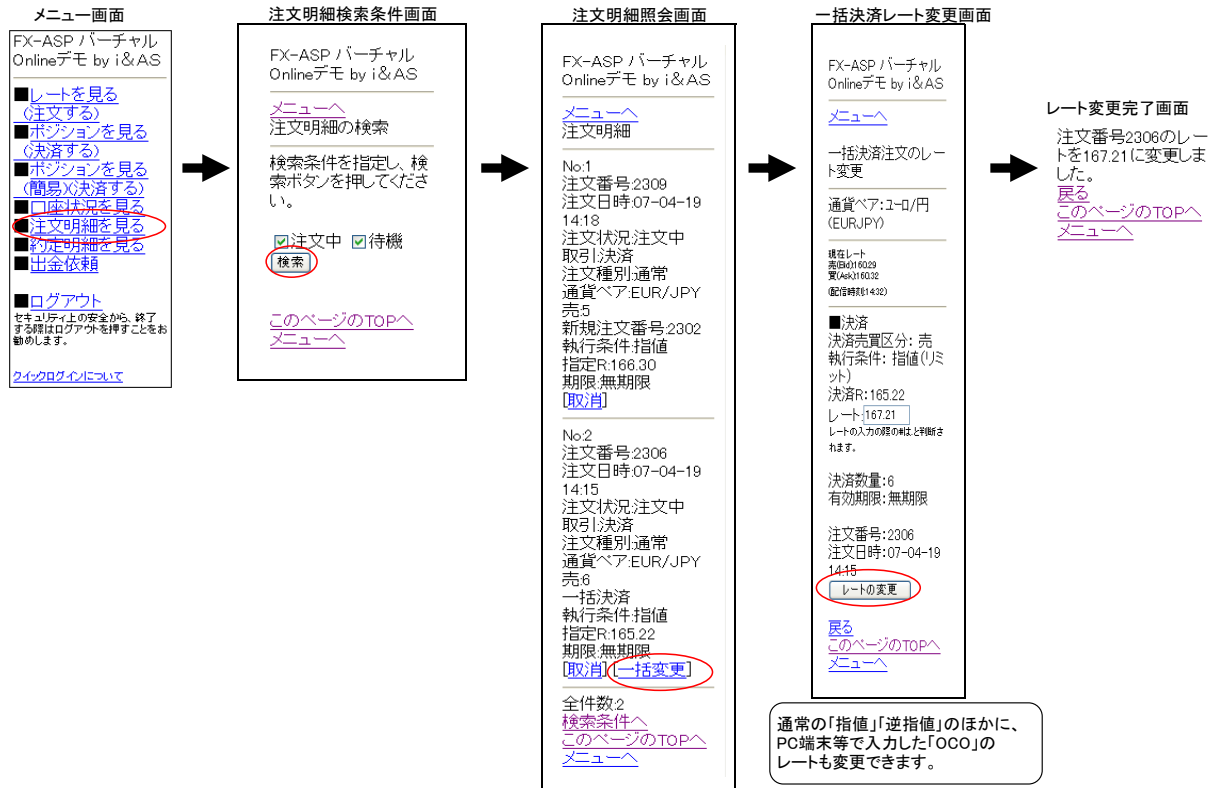 メニュー画面
FX-ASP バーチャル
Onlineデモ by i&AS
■レートを見る
(注文する)
■ポジションを見る
(決済する)
■ポジションを見る
(簡易)(決済する)
■口座状況を見る
■注文明細を見る
■約定明細を見る
■出金依頼
■ログアウト
セキュリティ上の安全から、終了
する際はログアウトを押すことをお
勧めします。
クイックログインについて
注文明細検索条件画面
FX-ASP バーチャル
Onlineデモ by i&AS
メニューへ
注文明細の検索
検索条件を指定し、検
索ボタンを押してくださ
い。
注文中 待機
検索
このページのTOPへ
メニューへ
注文明細照会画面
FX-ASP バーチャル
Onlineデモ by i&AS
メニューへ
注文明細
No:1
注文番号:2309
注文日時:07-04-19
14:18
注文状況:注文中
取引:決済
注文種別:通常
通貨ペア:EUR/JPY
売:5
新規注文番号:2302
執行条件:指値
指定R:166.30
期限:無期限
[取消]
No:2
注文番号:2306
注文日時:07-04-19
14:15
注文状況:注文中
取引:決済
注文種別:通常
通貨ペア:EUR/JPY
売:6
一括決済
執行条件:指値
指定R:165.22
期限:無期限
[取消] [一括変更]
全件数:2
検索条件へ
このページのTOPへ
メニューへ
一括決済レート変更画面
FX-ASP バーチャル
Onlineデモ by i&AS
メニューへ
一括決済注文のレー
ト変更
通貨ペア:ユーロ/円
(EURJPY)
現在レート
売(Bid):160.29
買(Ask):160.32
(配信時刻:14:32)
■決済
決済売買区分: 売
執行条件: 指値(リミ
ット)
決済R:165.22
レート:167.21
レートの入力の際の#は.と判断さ
れます。
決済数量:6
有効期限:無期限
注文番号:2306
注文日時:07-04-19
14:15
レートの変更
戻る
このページのTOPへ
メニューへ
通常の「指値」「逆指値」のほかに、
PC端末等で入力した「OCO」の
レートも変更できます。
レート変更完了画面
注文番号2306のレー
トを167.21に変更しま
した。
戻る
このページのTOPへ
メニューへ